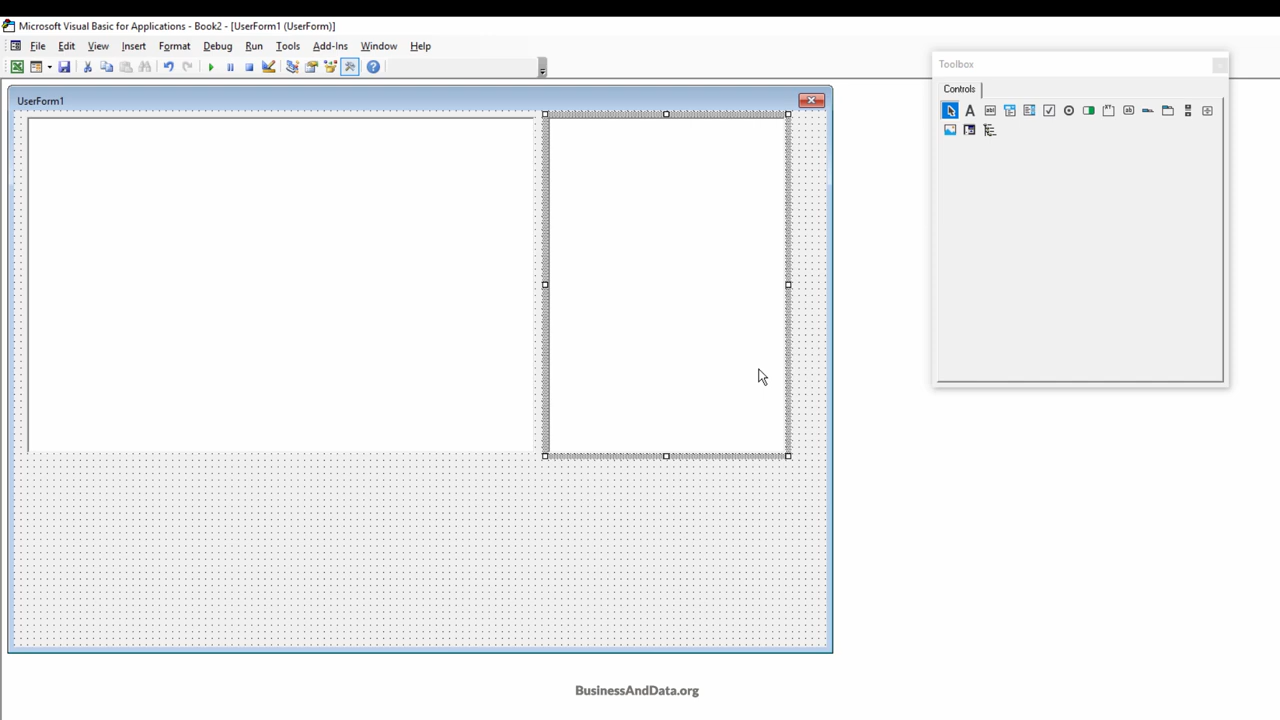 Microsoft Visual Basic for Applications - Book2 - [UserForm1 (UserForm)]
File Edit View Insert Format Debug Run Tools Add-Ins Window Help
Toolbox
Controls
UserForm1
BusinessAndData.org